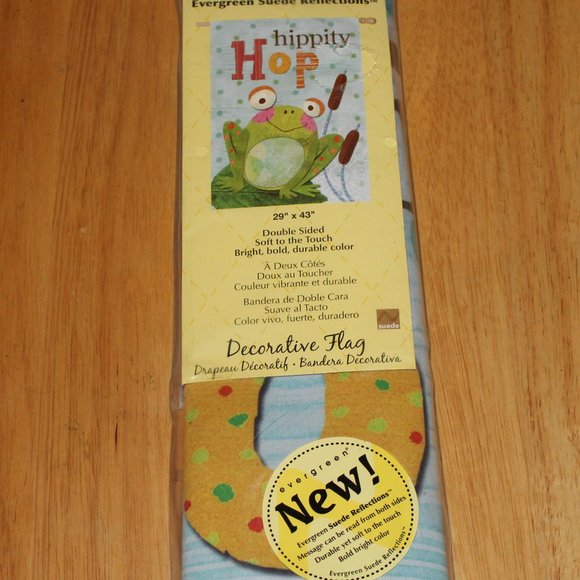 Evergreen Suede Reflections™
hippity
Hop
29" x 43"
Double Sided
Soft to the Touch
Bright, bold, durable color
À Deux Côtés
Doux au Toucher
Couleur vibrante et durable
Bandera de Doble Cara
Suave al Tacto
Color vivo, fuerte, duradero
suede
Decorative Flag
Drapeau Décoratif • Bandera Decorativa
evergreen®
New!
Evergreen Suede Reflections™
Message can be read from both sides
Durable yet soft to the touch
Bold bright color
Evergreen Suede Reflections™